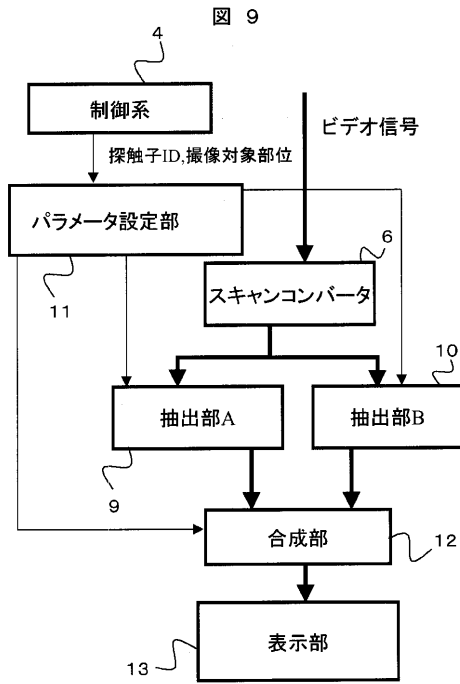 図 9
4
制御系
ビデオ信号
探触子ID,撮像対象部位
パラメータ設定部
6
11
スキャンコンバータ
10
抽出部A
抽出部B
9
合成部
12
表示部
13